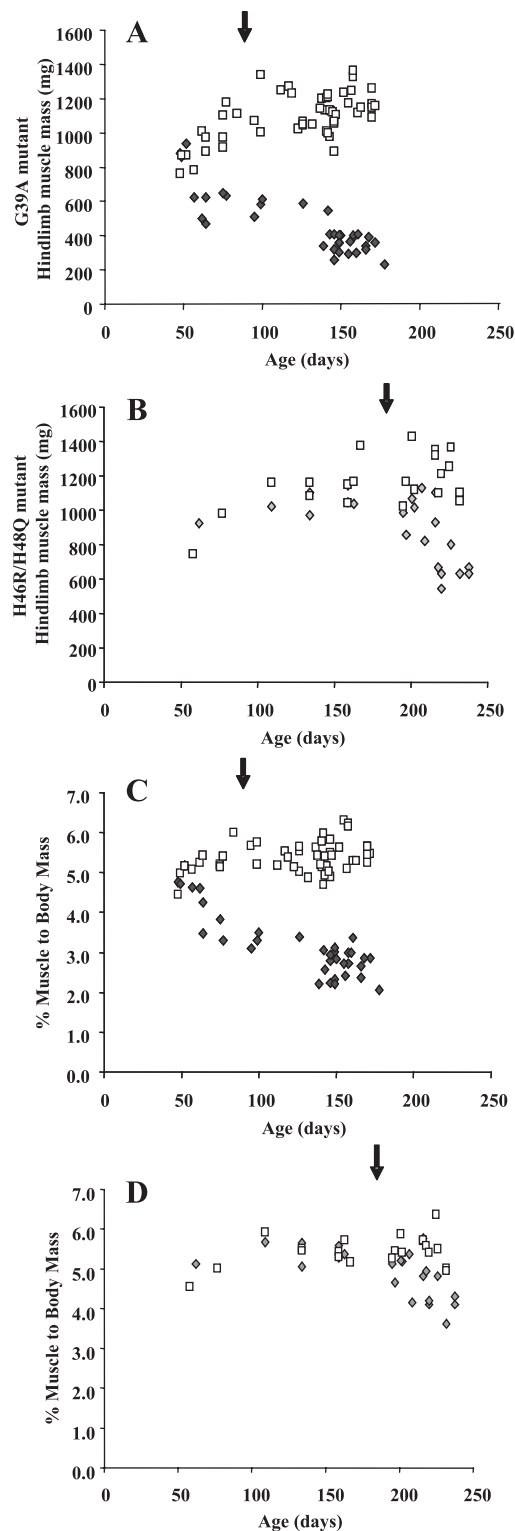 A
1600
1400
1200
1000
800
600
400
200
0
G39A mutant
Hindlimb muscle mass (mg)
0 50 100 150 200 250
Age (days)
B
1600
1400
1200
1000
800
600
400
200
0
H46R/H48Q mutant
Hindlimb muscle mass (mg)
0 50 100 150 200 250
Age (days)
C
7.0
6.0
5.0
4.0
3.0
2.0
1.0
0.0
% Muscle to Body Mass
0 50 100 150 200 250
Age (days)
D
7.0
6.0
5.0
4.0
3.0
2.0
1.0
0.0
% Muscle to Body Mass
0 50 100 150 200 250
Age (days)